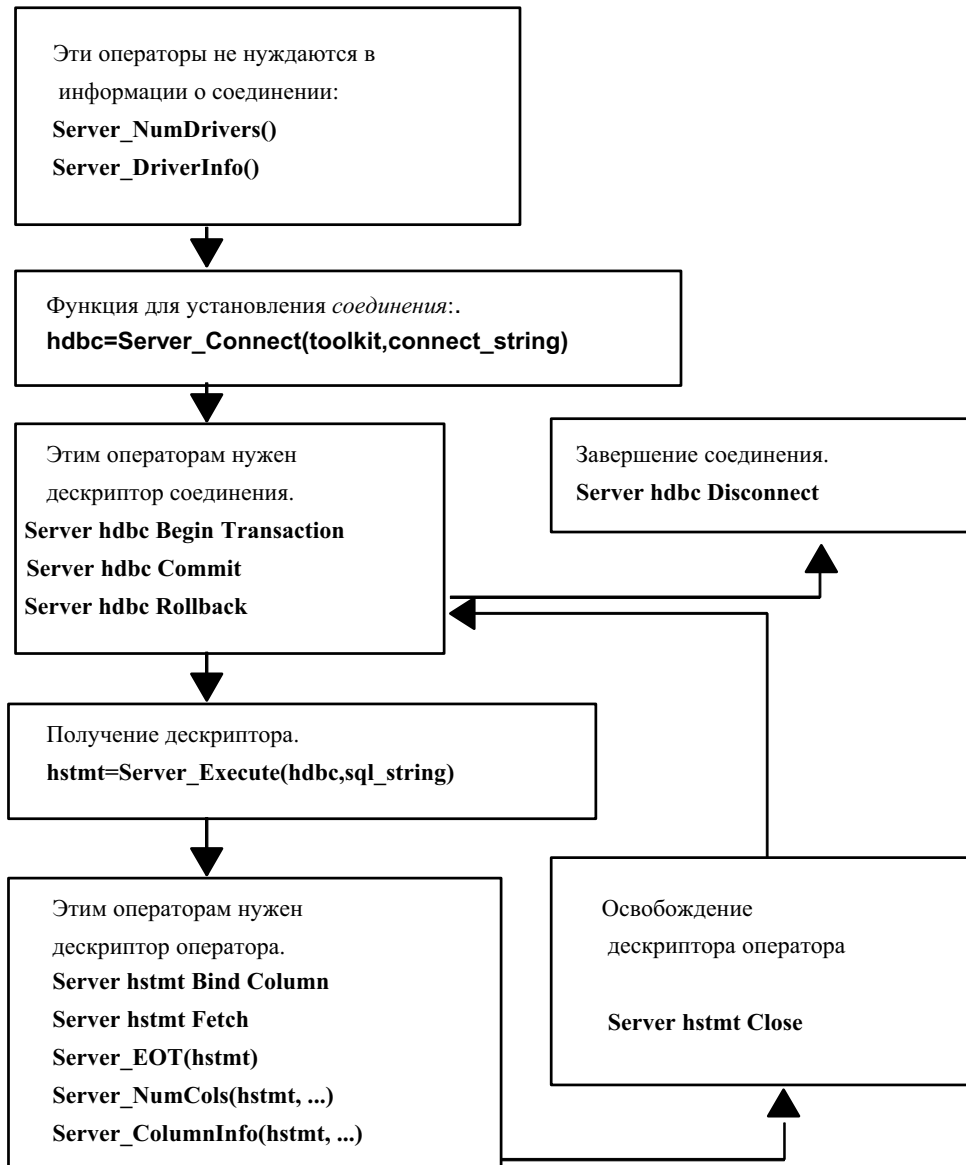 Эти операторы не нуждаются в
информации о соединении:
Server_NumDrivers()
Server_DriverInfo()
Функция для установления соединения:.
hdbc=Server_Connect(toolkit,connect_string)
Этим операторам нужен
дескриптор соединения.
Server hdbc Begin Transaction
Server hdbc Commit
Server hdbc Rollback
Завершение соединения.
Server hdbc Disconnect
Получение дескриптора.
hstmt=Server_Execute(hdbc,sql_string)
Этим операторам нужен
дескриптор оператора.
Server hstmt Bind Column
Server hstmt Fetch
Server_EOT(hstmt)
Server_NumCols(hstmt, ...)
Server_ColumnInfo(hstmt, ...)
Освобождение
дескриптора оператора
Server hstmt Close